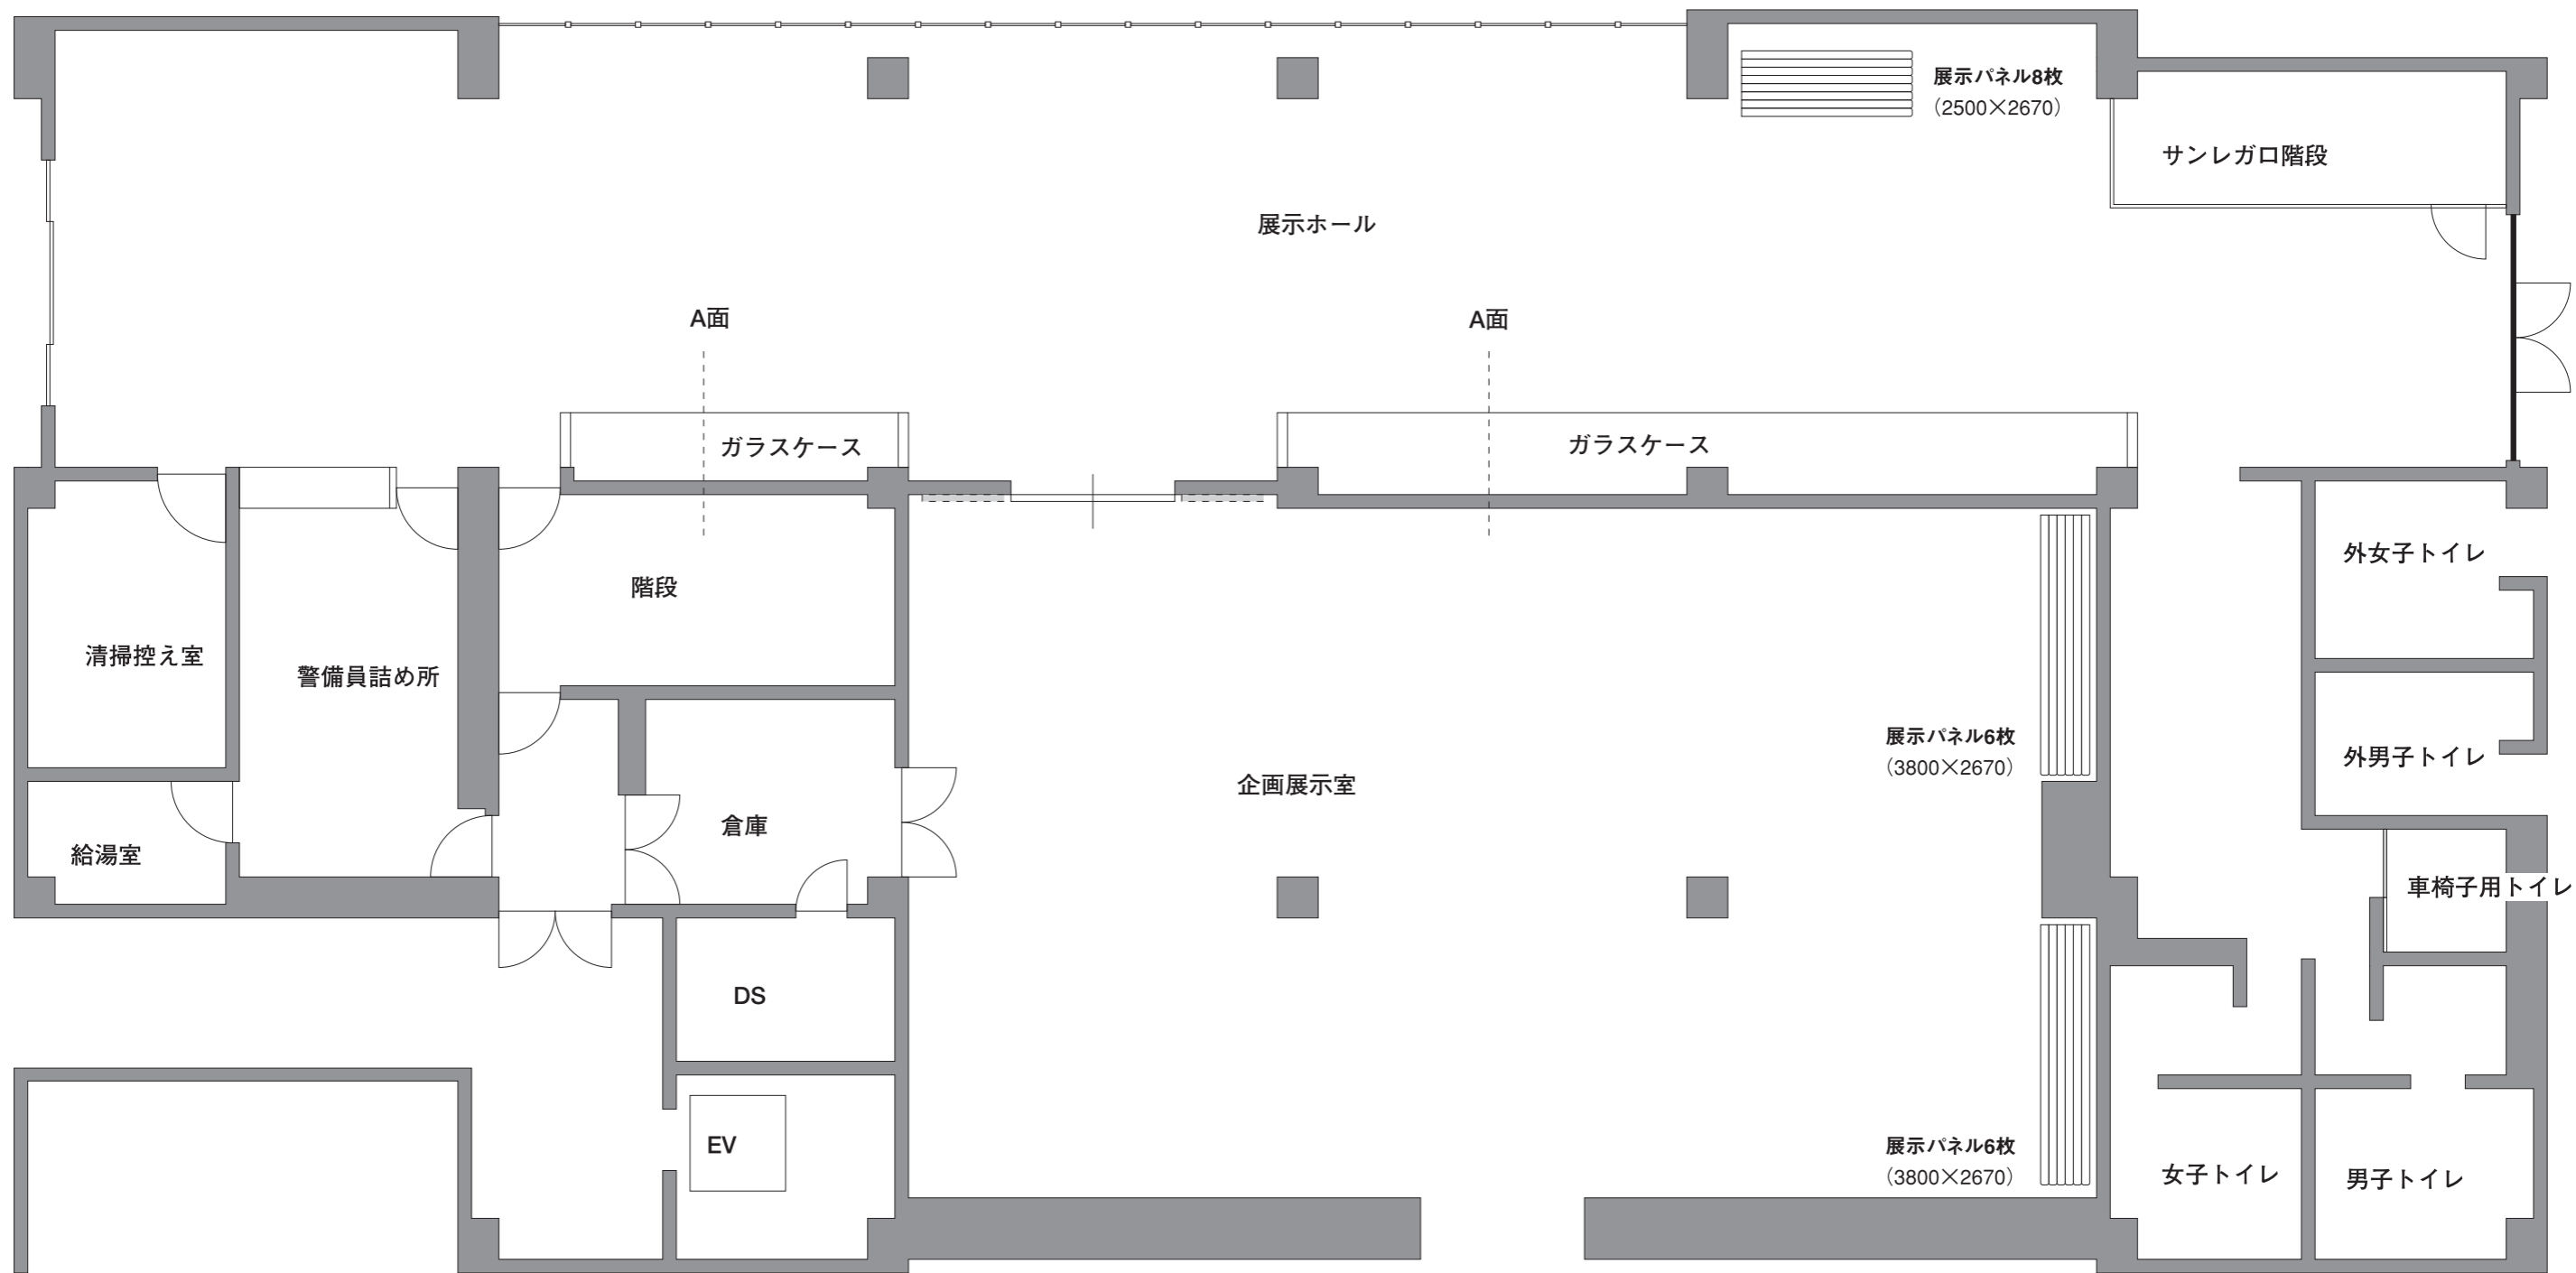 展示パネル8枚
（2500×2670）
サンレガロ階段
展示ホール
A面
A面
ガラスケース
ガラスケース
外女子トイレ
階段
清掃控え室
警備員詰め所
展示パネル6枚
（3800×2670）
外男子トイレ
企画展示室
倉庫
給湯室
車椅子用トイレ
DS
EV
展示パネル6枚
（3800×2670）
女子トイレ
男子トイレ